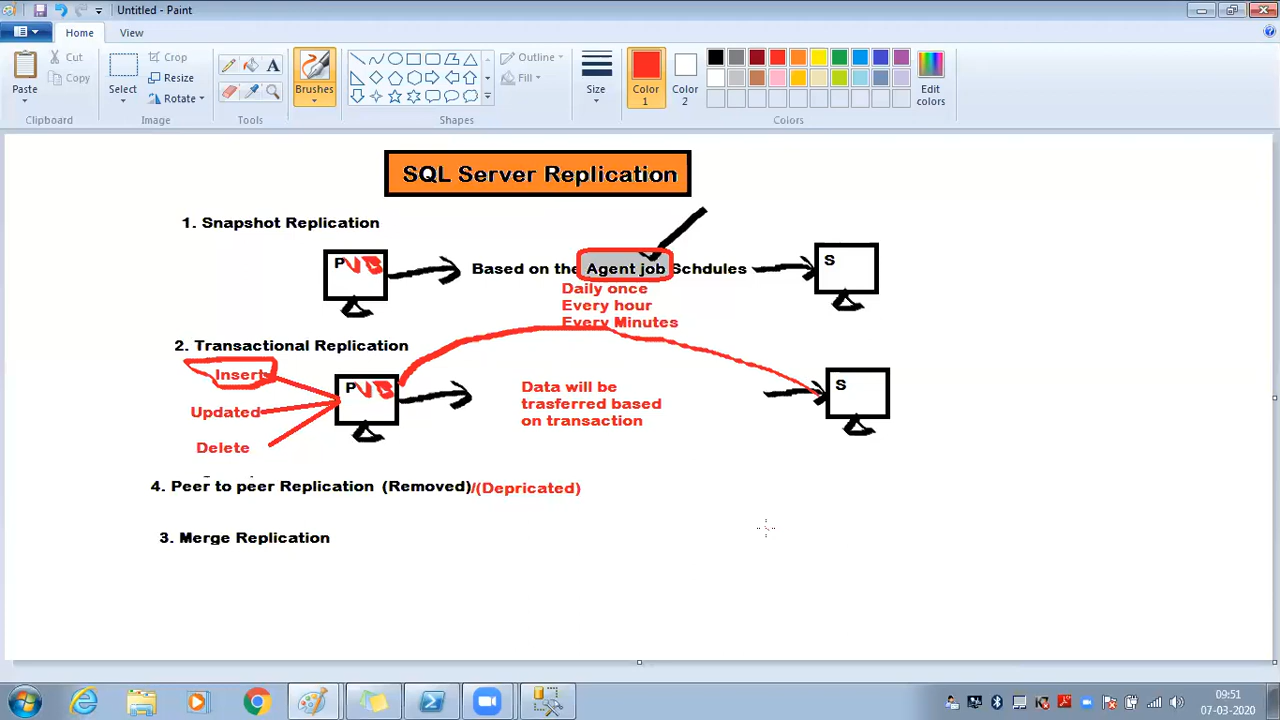 Untitled - Paint
Home
View
Paste
Cut
Copy
Clipboard
Select
Crop
Resize
Rotate
Image
Tools
Brushes
Shapes
Outline
Fill
Size
Color 1
Color 2
Edit colors
Colors
SQL Server Replication
1. Snapshot Replication
P
Based on the Agent job Schdules
S
Daily once
Every hour
Every Minutes
2. Transactional Replication
Insert
Updated
Delete
P
Data will be
trasferred based
on transaction
S
4. Peer to peer Replication (Removed)/(Depricated)
3. Merge Replication
09:51
07-03-2020